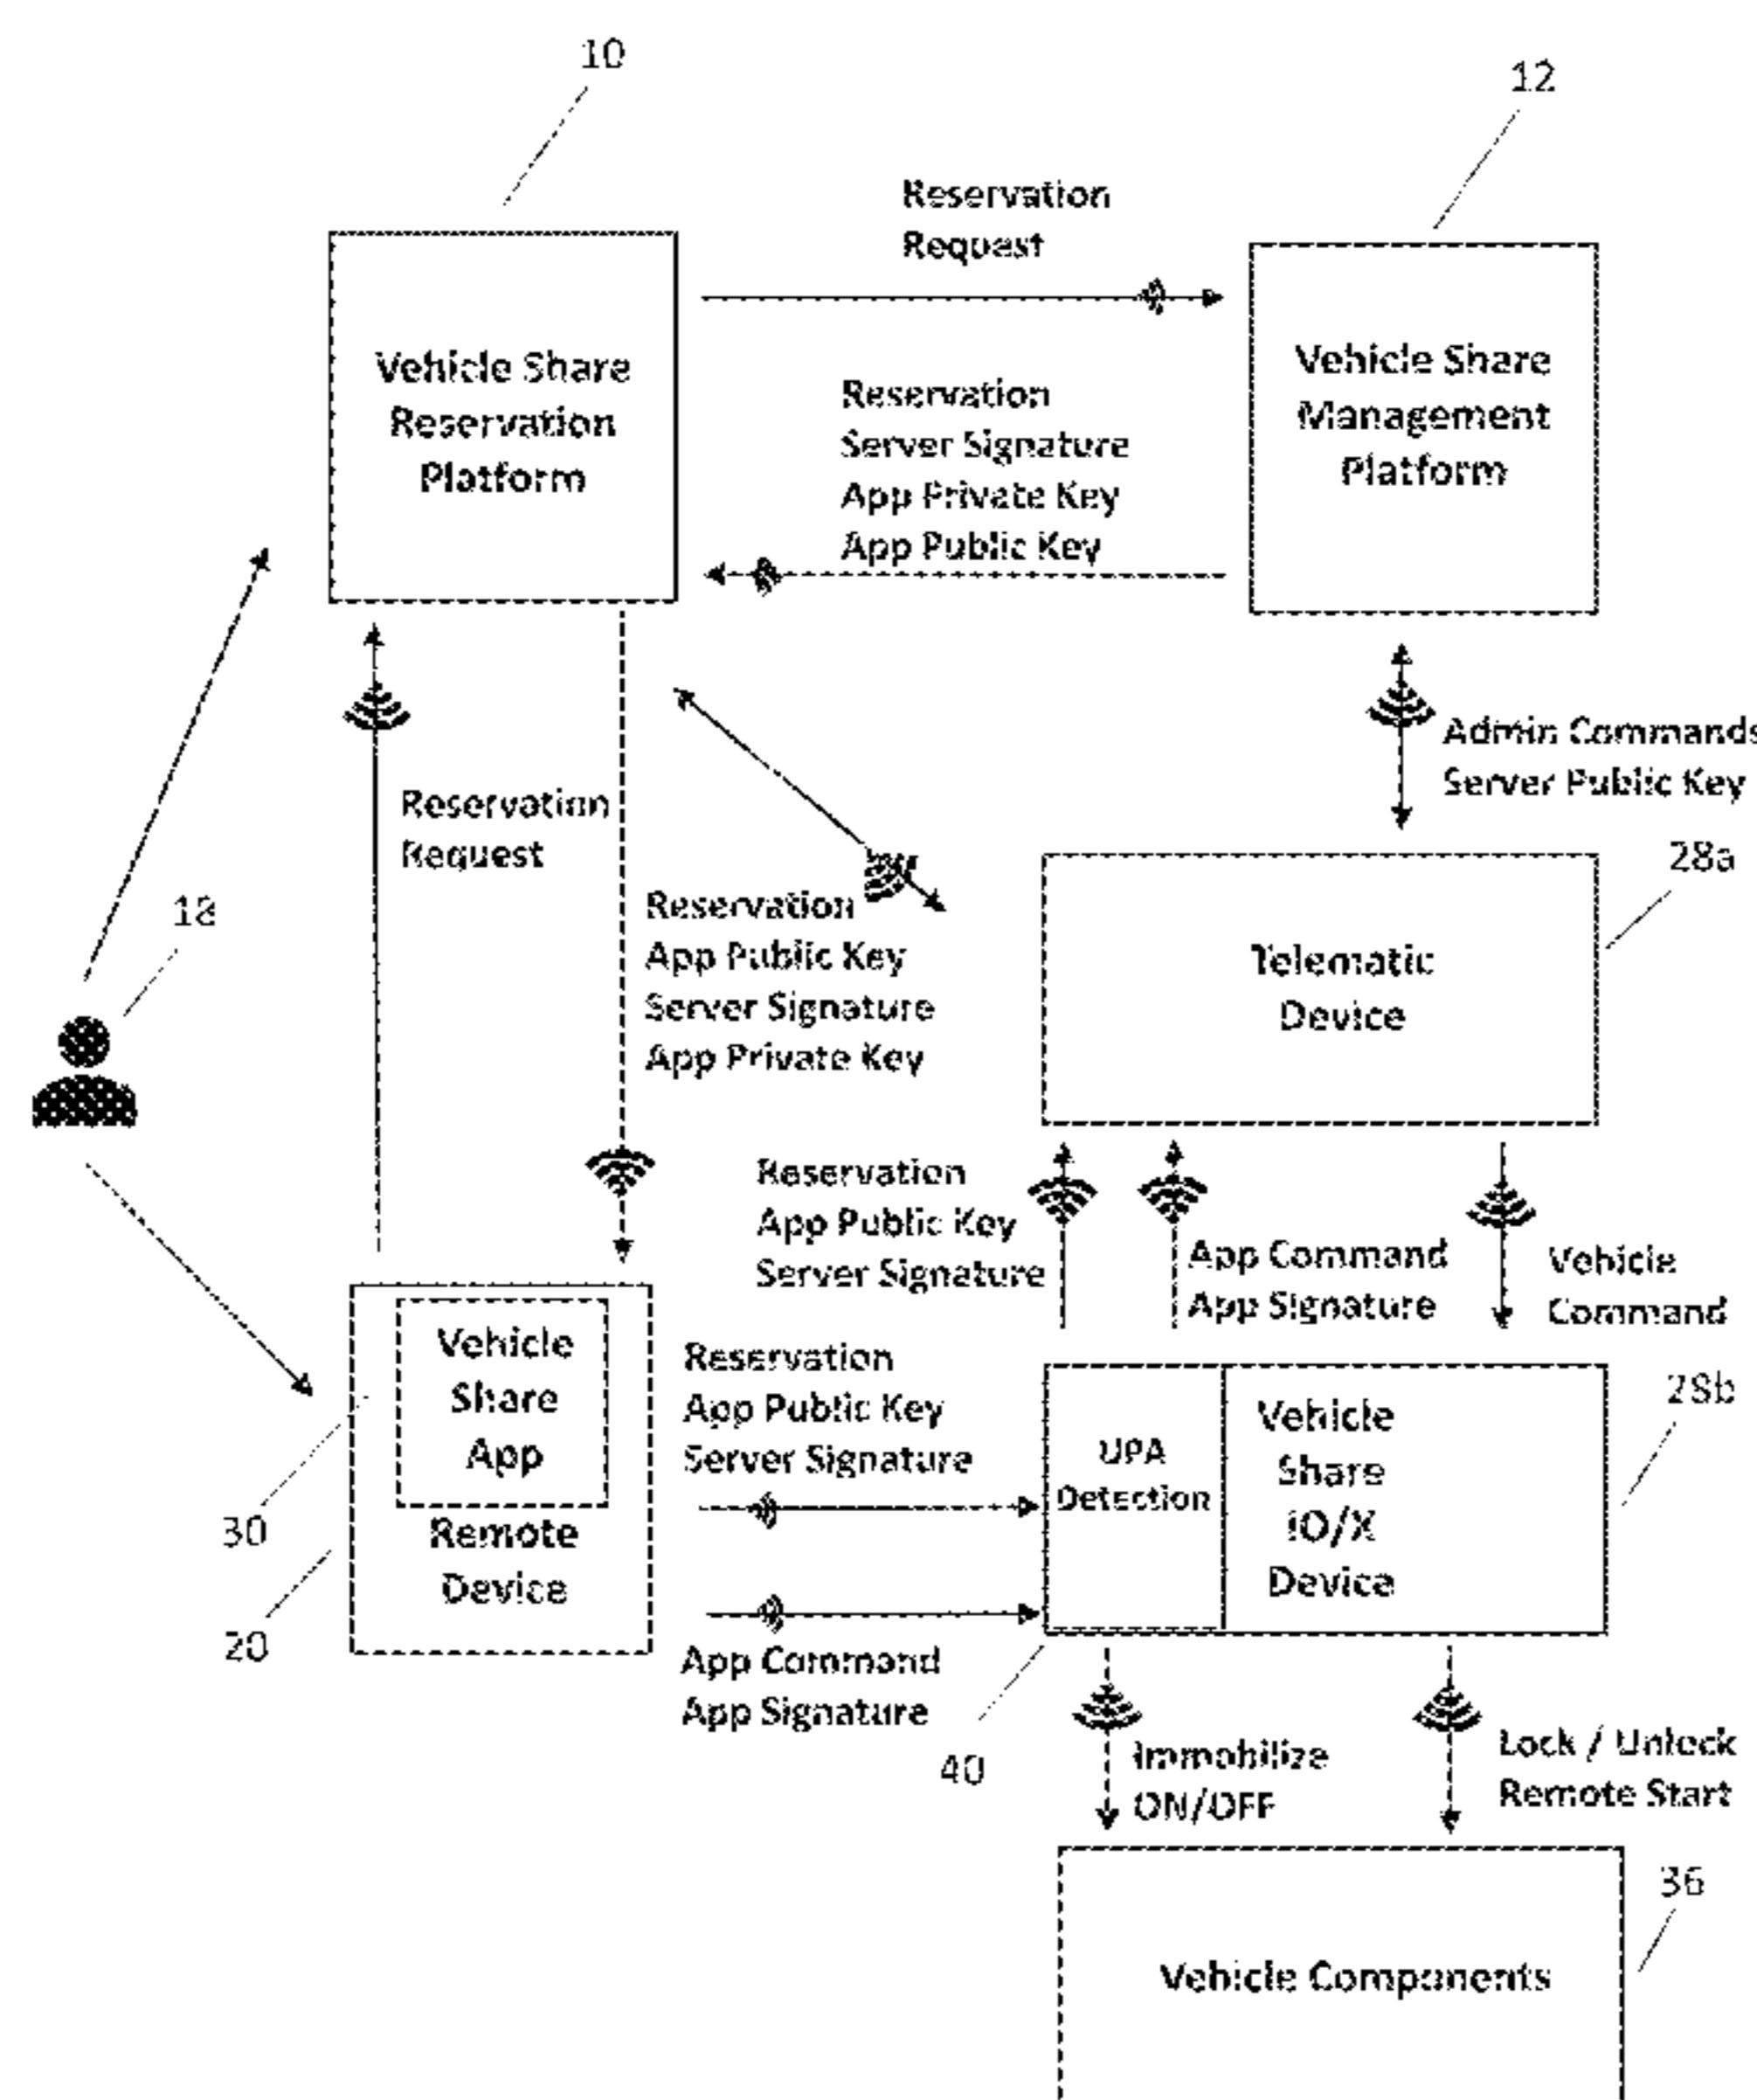 10
12
Reservation
Request
Vehicle Share
Reservation
Platform
Vehicle Share
Management
Platform
Reservation
Server Signature
App Private Key
App Public Key
Admin Commands
Server Public Key
Reservation
Request
28a
18
Reservation
App Public Key
Server Signature
App Private Key
Telematic
Device
Reservation
App Public Key
Server Signature
App Command
App Signature
Vehicle
Command
Vehicle
Share
App
Remote
Device
30
20
Reservation
App Public Key
Server Signature
App Command
App Signature
UPA
Detection
Vehicle
Share
IO/X
Device
28b
40
Immobilize
ON/OFF
Lock / Unlock
Remote Start
36
Vehicle Components